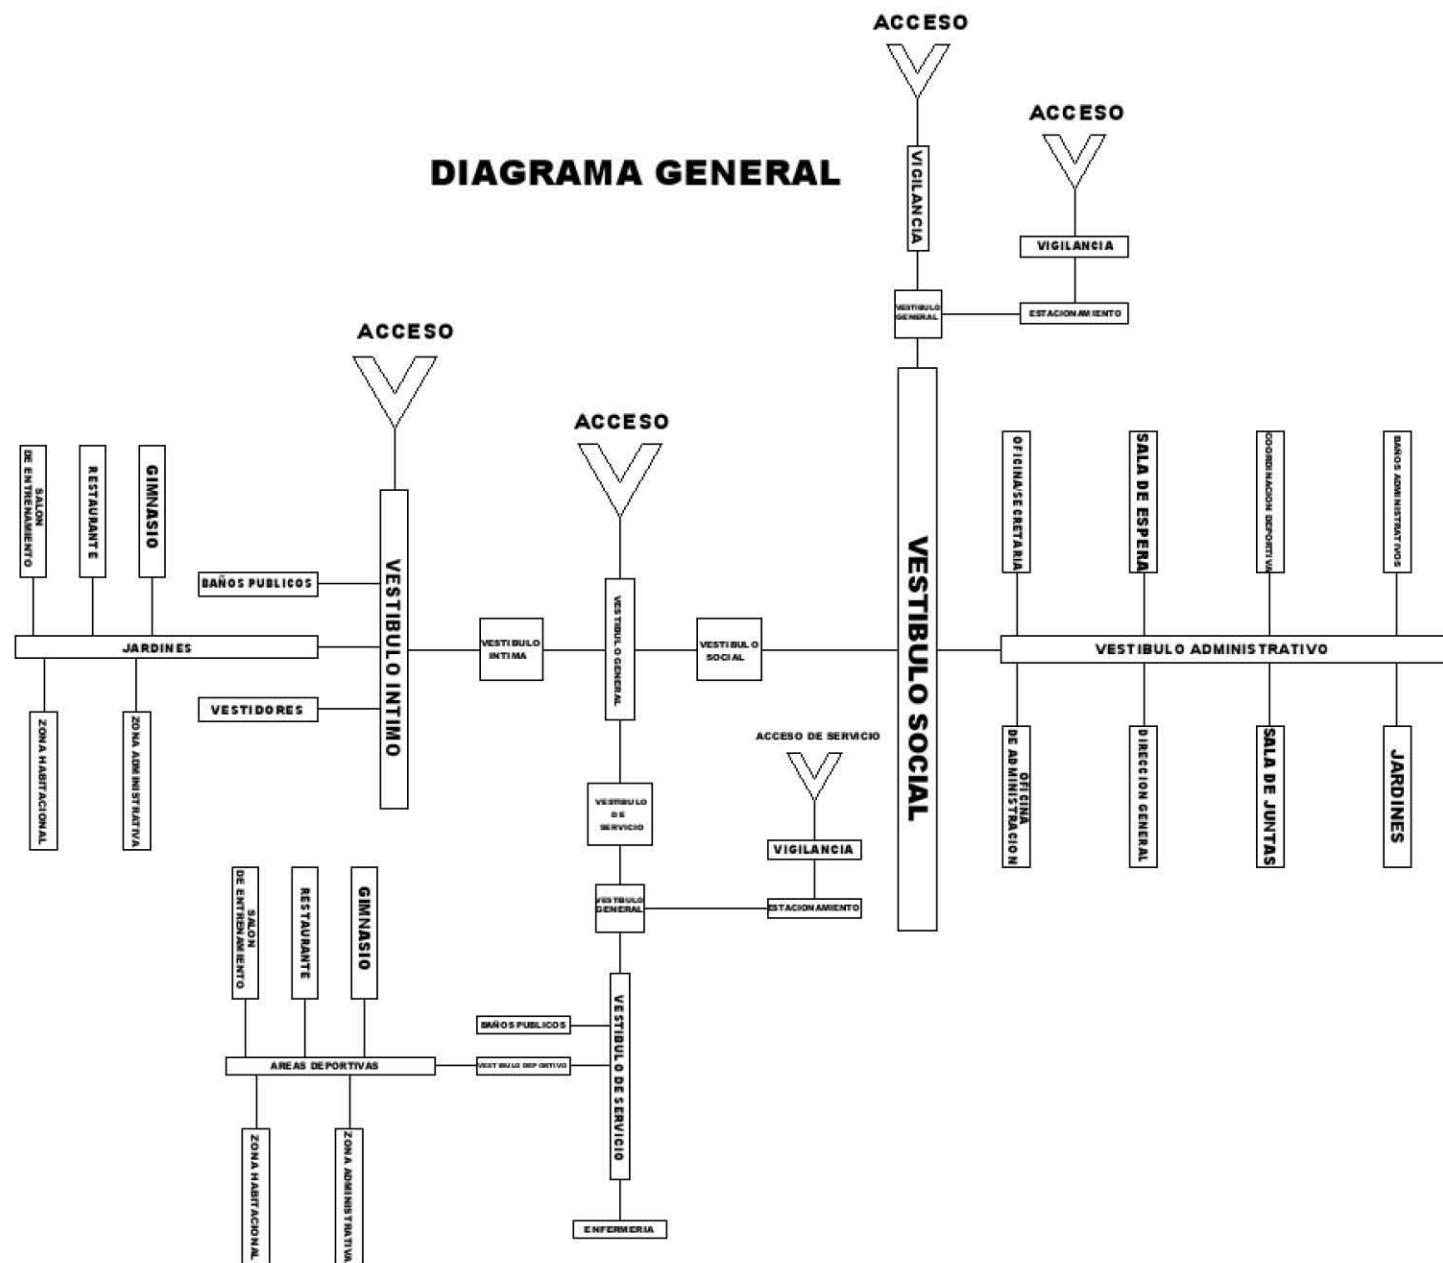 ACCESO
ACCESO
DIAGRAMA GENERAL
VIGILANCIA
VIGILANCIA
VESTIBULO
GENERAL
ESTACIONAMIENTO
ACCESO
ACCESO
SALON
DE ENTRENAMIENTO
RESTAURANTE
GIMNASIO
BAÑOS PUBLICOS
JARDINES
VESTIDORES
ZONA HABITACIONAL
ZONA ADMINISTRATIVA
VESTIBULO INTIMO
VESTIBULO
INTIMA
VESTIBULO GENERAL
VESTIBULO
SOCIAL
VESTIBULO SOCIAL
OFICINA/SECRETARIA
SALA DE ESPERA
COORDINACION DEPORTIVA
BAÑOS ADMINISTRATIVOS
VESTIBULO ADMINISTRATIVO
OFICINA
DE ADMINISTRACION
DIRECCION GENERAL
SALA DE JUNTAS
JARDINES
ACCESO DE SERVICIO
VIGILANCIA
ESTACIONAMIENTO
VESTIBULO
DE
SERVICIO
VESTIBULO
GENERAL
SALON
DE ENTRENAMIENTO
RESTAURANTE
GIMNASIO
BAÑOS PUBLICOS
AREAS DEPORTIVAS
VESTIBULO DEPORTIVO
VESTIBULO DE SERVICIO
ZONA HABITACIONAL
ZONA ADMINISTRATIVA
ENFERMERIA